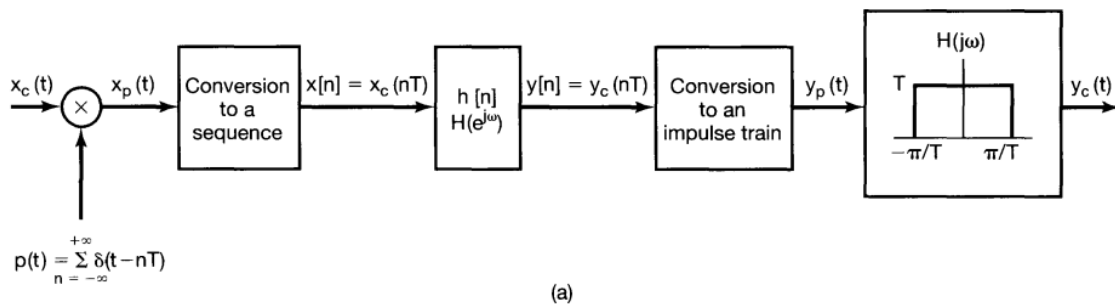 x_c(t)
x_p(t)
Conversion
to a
sequence
x[n] = x_c(nT)
h [n]
H(e^{jω})
y[n] = y_c(nT)
Conversion
to an
impulse train
y_p(t)
H(jω)
T
−π/T
π/T
y_c(t)
×
+∞
p(t) = Σ δ(t−nT)
n = −∞
(a)